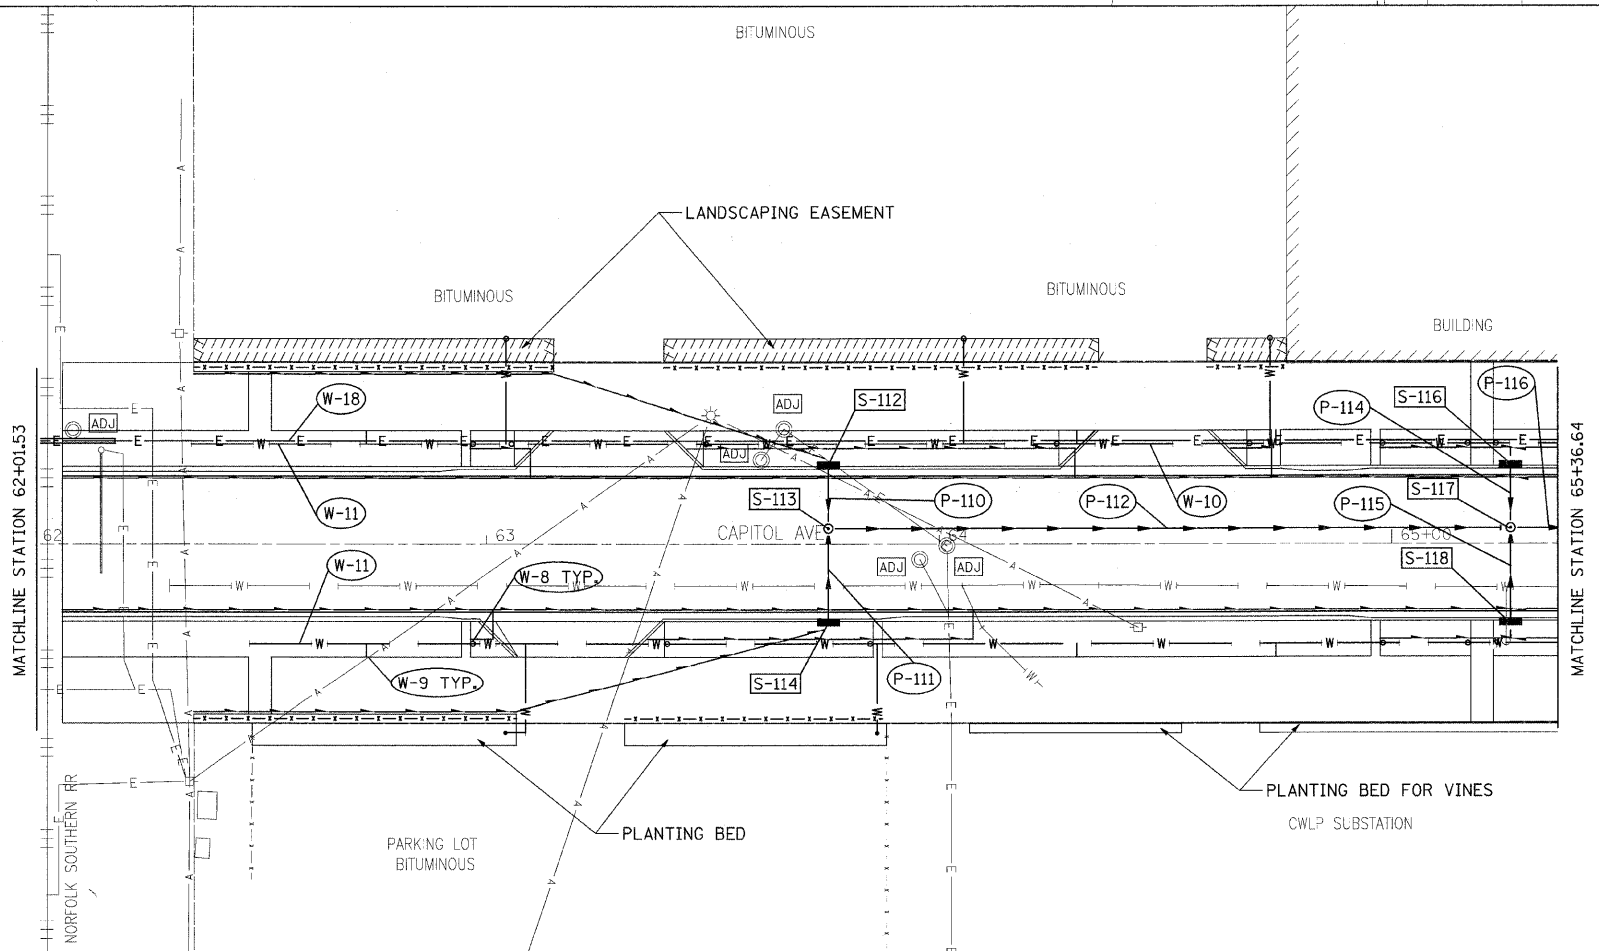 BITUMINOUS
LANDSCAPING EASEMENT
BITUMINOUS
BITUMINOUS
BUILDING
W-18
ADJ
ADJ
S-112
P-114
S-116
P-116
ADJ
W-11
S-113
P-110
P-112
W-10
S-117
P-115
62
63
CAPITOL AVE
64
65+00
W-11
W-8 TYP.
ADJ
ADJ
S-118
W-9 TYP.
S-114
P-111
MATCHLINE STATION 62+01.53
MATCHLINE STATION 65+36.64
PLANTING BED
PLANTING BED FOR VINES
CWLP SUBSTATION
PARKING LOT
BITUMINOUS
NORFOLK SOUTHERN RR